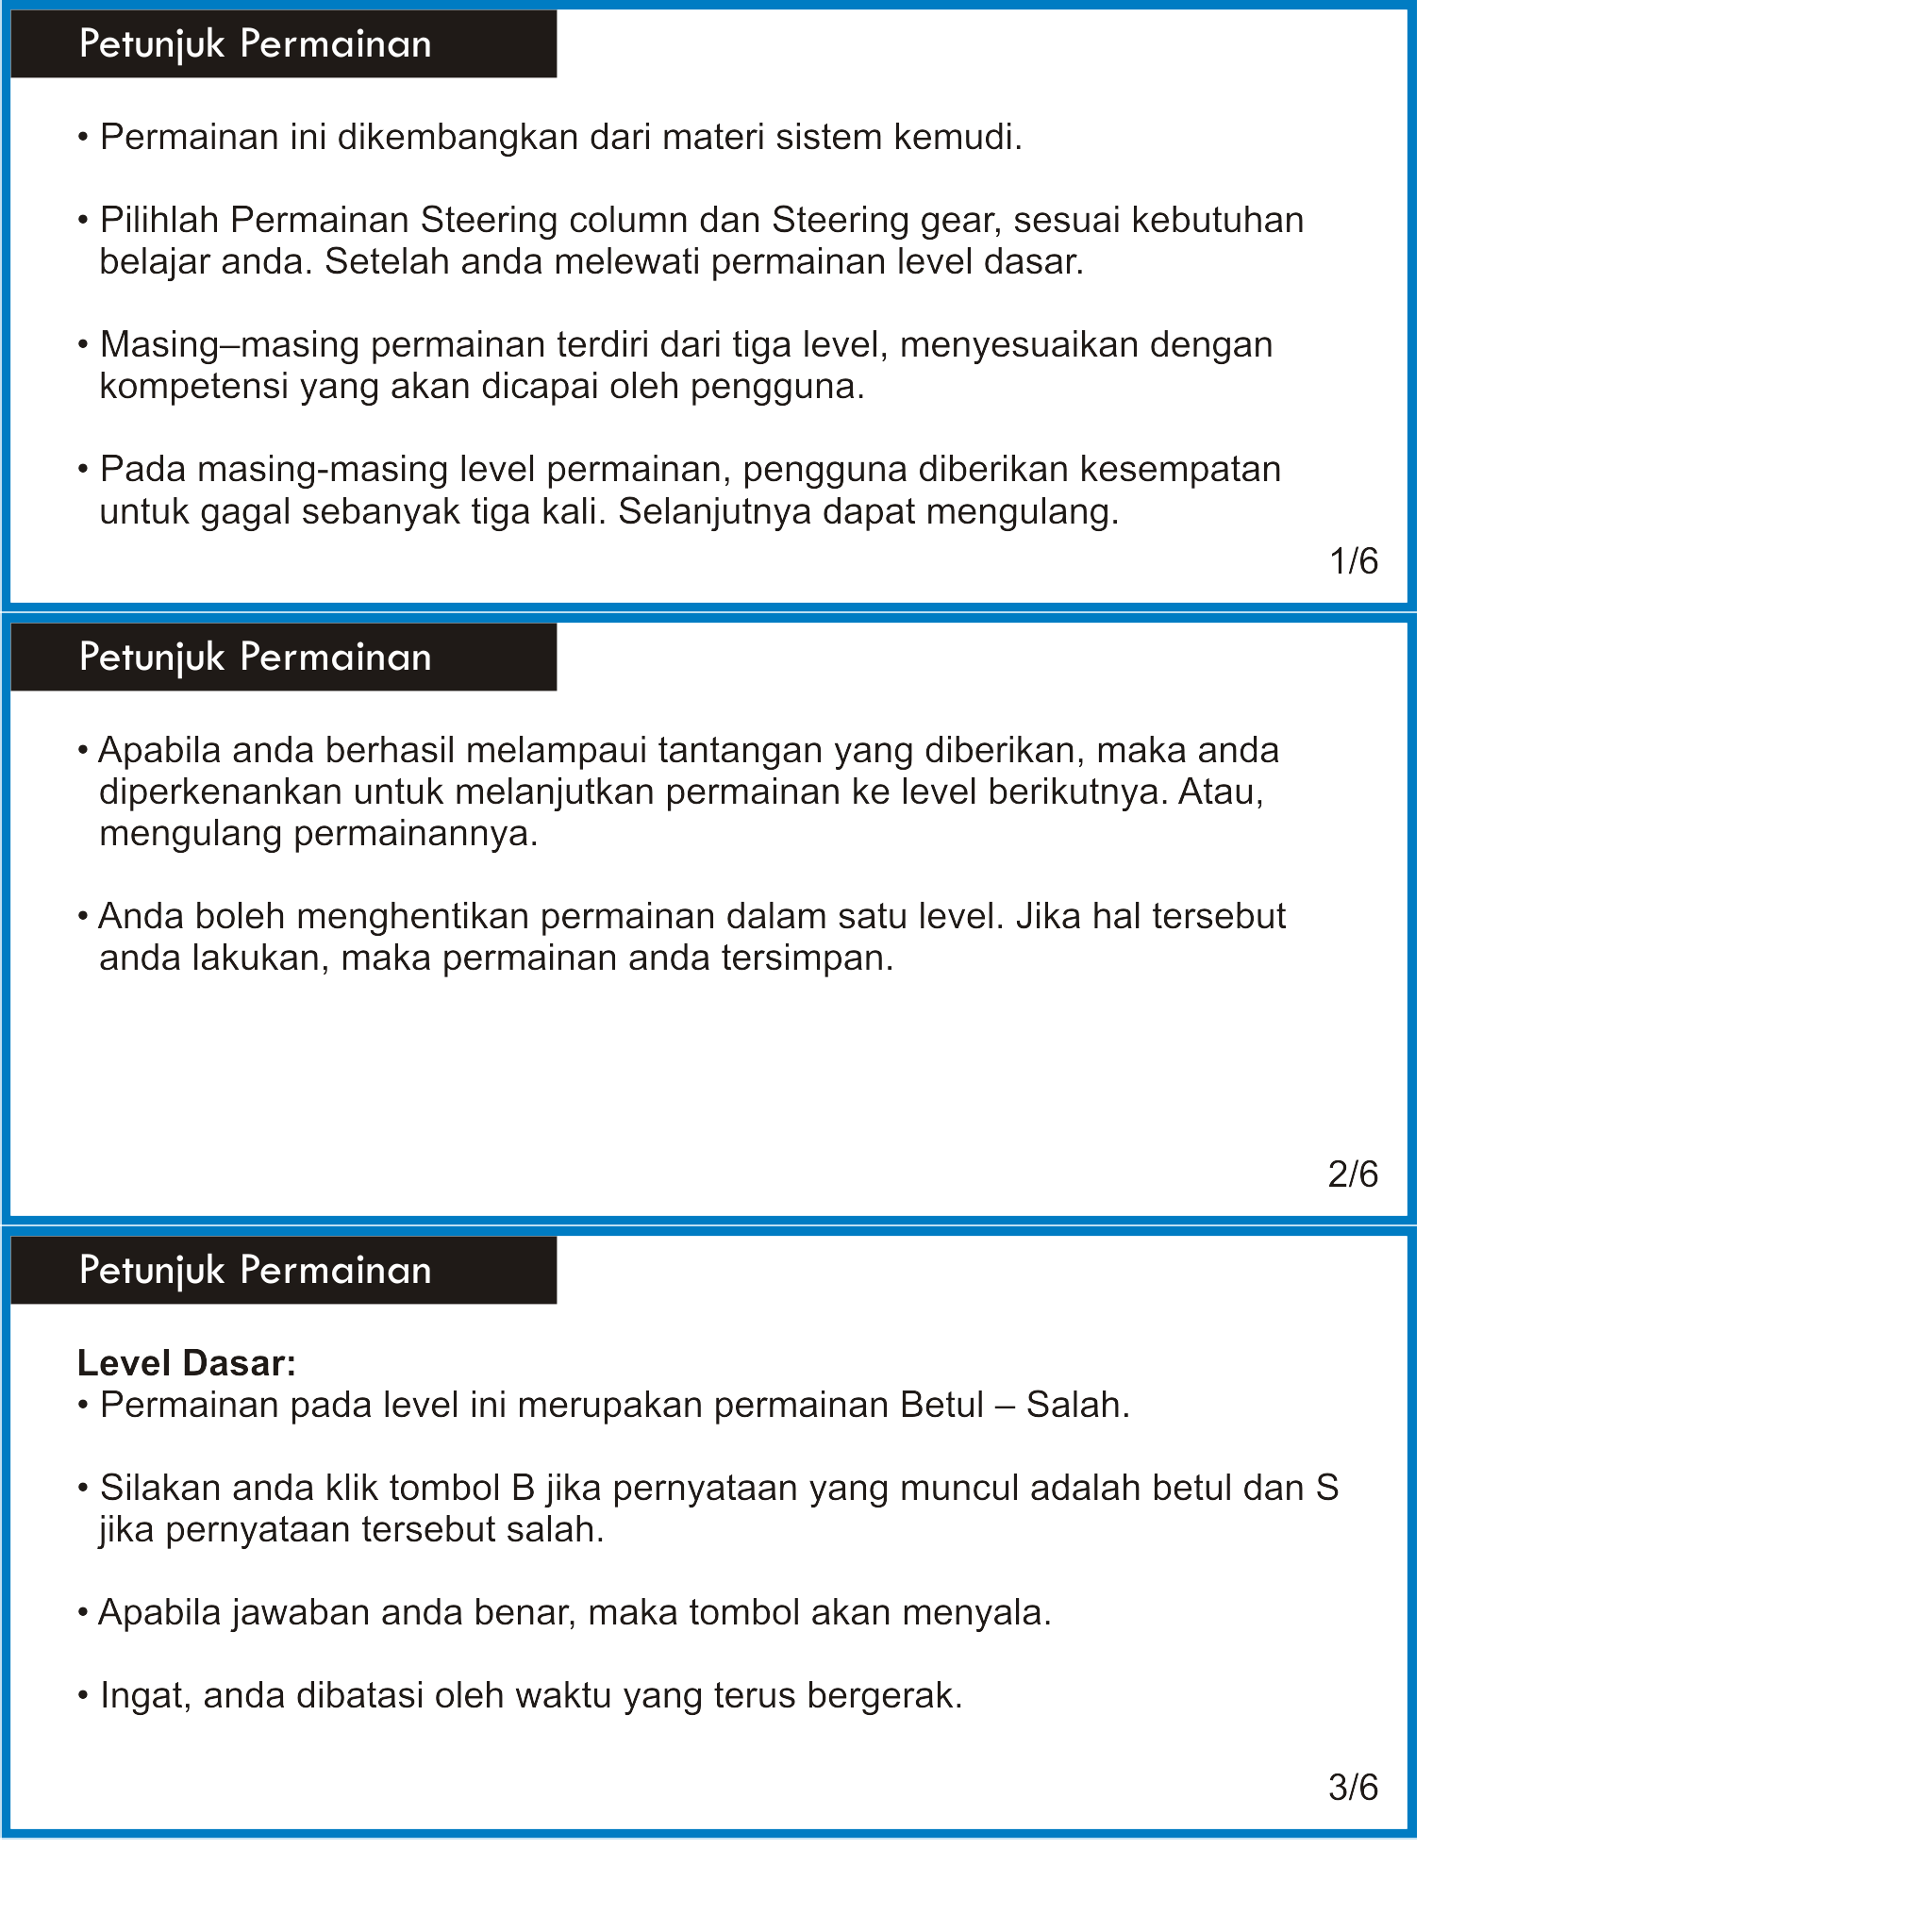 Petunjuk Permainan
• Permainan ini dikembangkan dari materi sistem kemudi.
• Pilihlah Permainan Steering column dan Steering gear, sesuai kebutuhan
belajar anda. Setelah anda melewati permainan level dasar.
• Masing–masing permainan terdiri dari tiga level, menyesuaikan dengan
kompetensi yang akan dicapai oleh pengguna.
• Pada masing-masing level permainan, pengguna diberikan kesempatan
untuk gagal sebanyak tiga kali. Selanjutnya dapat mengulang.
1/6
Petunjuk Permainan
• Apabila anda berhasil melampaui tantangan yang diberikan, maka anda
diperkenankan untuk melanjutkan permainan ke level berikutnya. Atau,
mengulang permainannya.
• Anda boleh menghentikan permainan dalam satu level. Jika hal tersebut
anda lakukan, maka permainan anda tersimpan.
2/6
Petunjuk Permainan
Level Dasar:
• Permainan pada level ini merupakan permainan Betul – Salah.
• Silakan anda klik tombol B jika pernyataan yang muncul adalah betul dan S
jika pernyataan tersebut salah.
• Apabila jawaban anda benar, maka tombol akan menyala.
• Ingat, anda dibatasi oleh waktu yang terus bergerak.
3/6